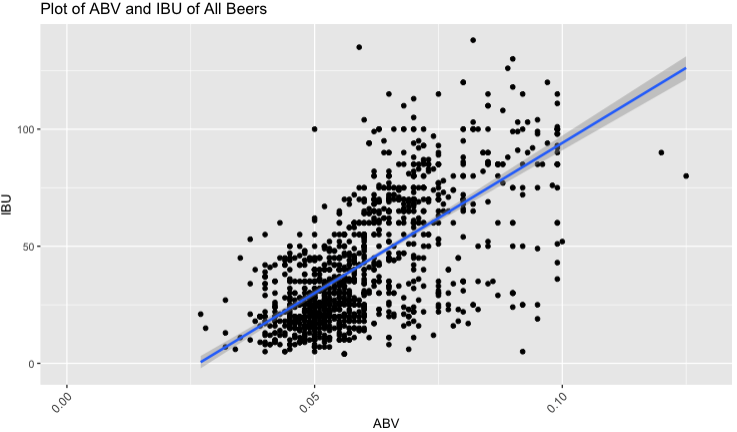 Plot of ABV and IBU of All Beers
IBU
100
50
0
0.00
0.05
0.10
ABV